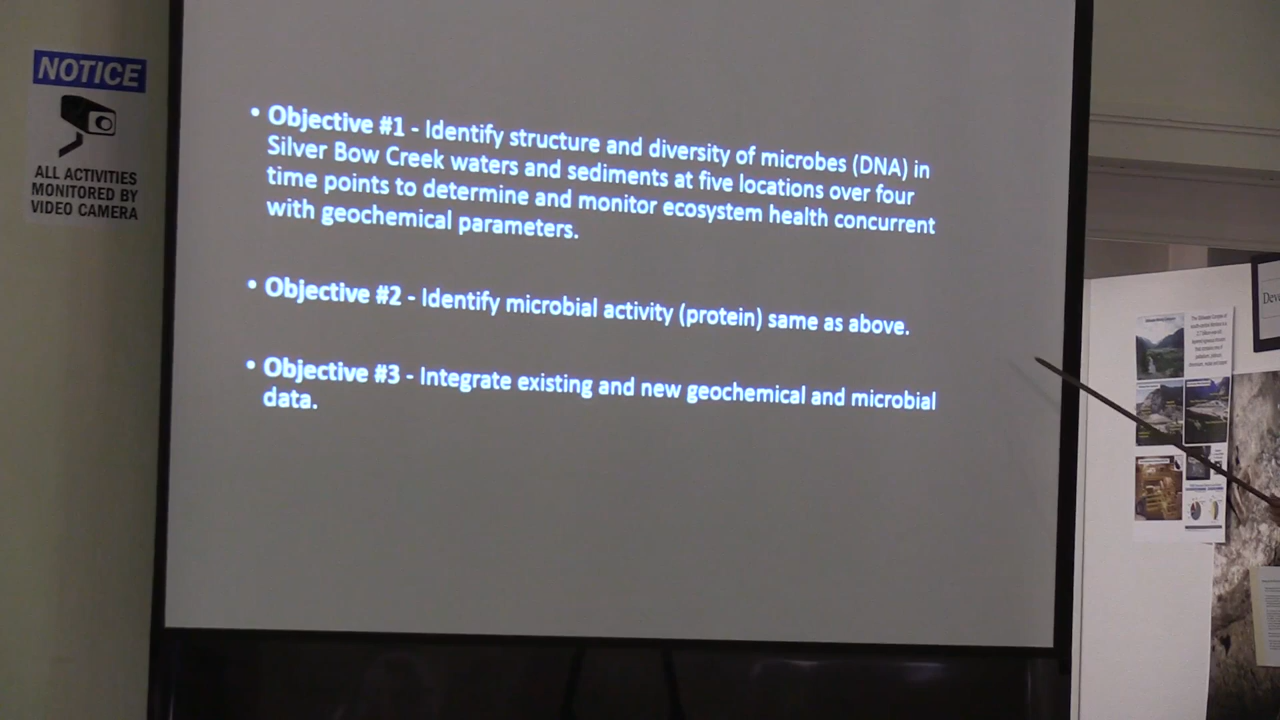 NOTICE
ALL ACTIVITIES
MONITORED BY
VIDEO CAMERA
• Objective #1 - Identify structure and diversity of microbes (DNA) in
Silver Bow Creek waters and sediments at five locations over four
time points to determine and monitor ecosystem health concurrent
with geochemical parameters.
• Objective #2 - Identify microbial activity (protein) same as above.
• Objective #3 - Integrate existing and new geochemical and microbial
data.